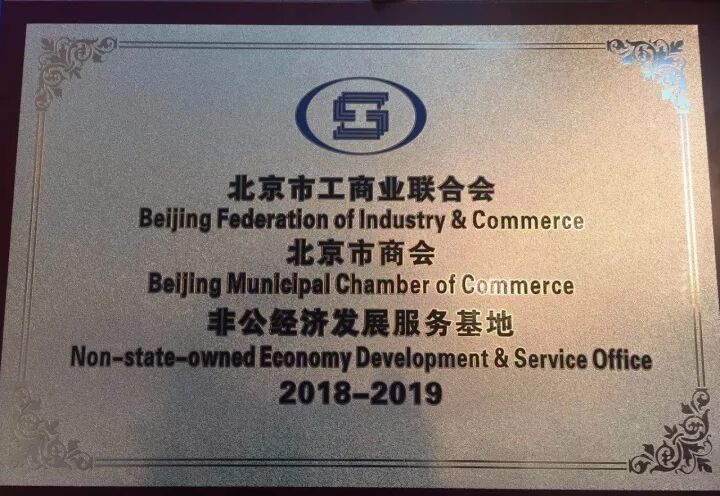 北京市工商业联合会
Beijing Federation of Industry & Commerce
北京市商会
Beijing Municipal Chamber of Commerce
非公经济发展服务基地
Non-state-owned Economy Development & Service Office
2018-2019